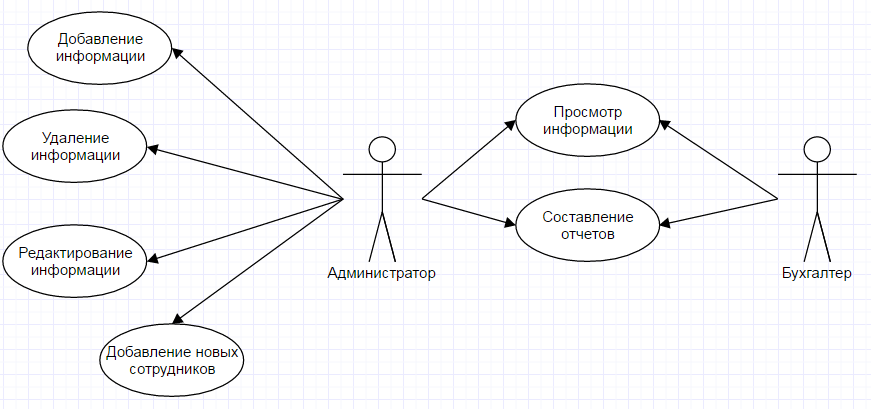 Добавление
информации
Удаление
информации
Редактирование
информации
Добавление новых
сотрудников
Администратор
Просмотр
информации
Составление
отчетов
Бухгалтер